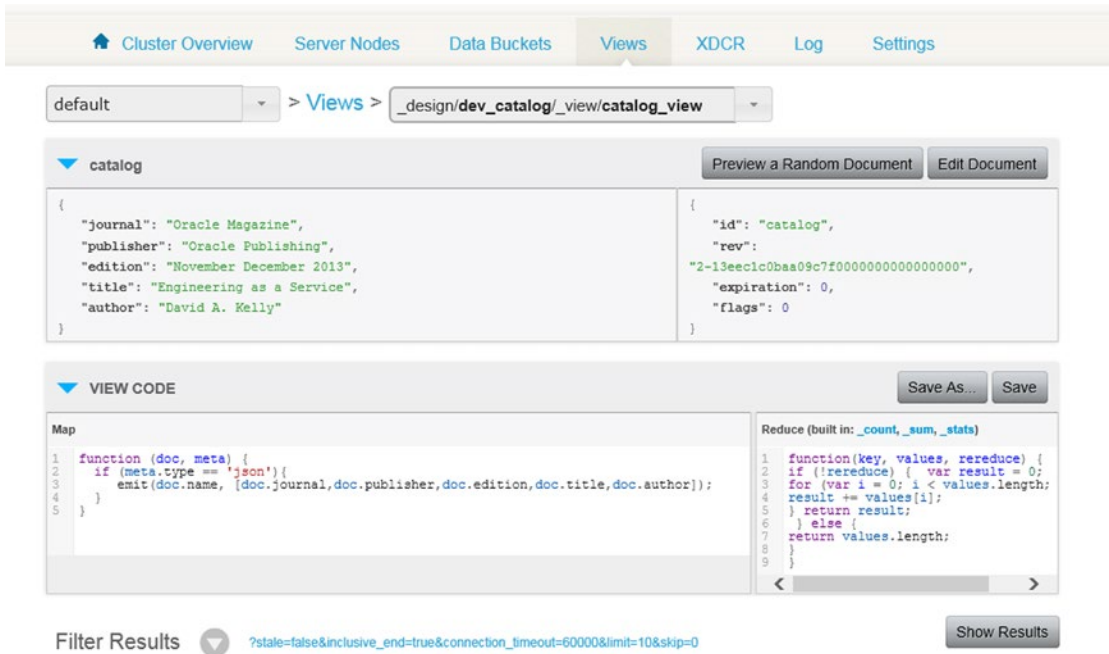 Cluster Overview Server Nodes Data Buckets Views XDCR Log Settings
default > Views > _design/dev_catalog/_view/catalog_view
catalog
Preview a Random Document Edit Document
{
"journal": "Oracle Magazine",
"publisher": "Oracle Publishing",
"edition": "November December 2013",
"title": "Engineering as a Service",
"author": "David A. Kelly"
}
{
"id": "catalog",
"rev":
"2-13eec1c0baa09c7f0000000000000000",
"expiration": 0,
"flags": 0
}
VIEW CODE
Save As... Save
Map
1 function (doc, meta) {
2 if (meta.type == 'json'){
3 emit(doc.name, [doc.journal,doc.publisher,doc.edition,doc.title,doc.author]);
4 }
5 }
Reduce (built in: _count, _sum, _stats)
1 function(key, values, rereduce) {
2 if (!rereduce) { var result = 0;
3 for (var i = 0; i < values.length;
4 result += values[i];
5 } return result;
6 } else {
7 return values.length;
8 }
9 }
Filter Results ?stale=false&inclusive_end=true&connection_timeout=60000&limit=10&skip=0
Show Results